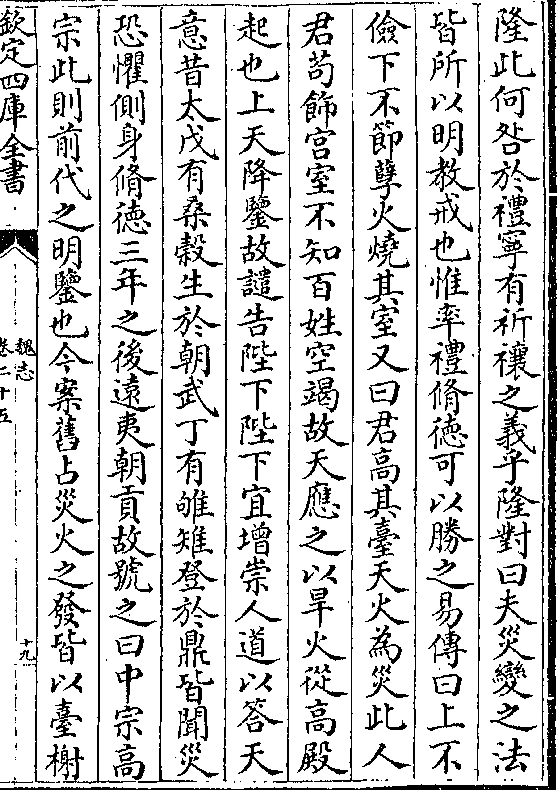 隆此何咎於禮寧有祈禳之義乎隆對曰夫災變之法
皆所以明教戒也惟率禮脩徳可以勝之易傳曰上不
儉下不節孽火燒其室又曰君高其臺天火為災此人
君苟飾宫室不知百姓空竭故天應之以旱火從高殿
起也上天降鑒故譴告陛下陛下宜增崇人道以答天
意昔太戊有桑穀生於朝武丁有雊雉登於鼎皆聞災
恐懼側身脩徳三年之後逺夷朝貢故號之曰中宗高
宗此則前代之明鑒也今案舊占災火之發皆以臺榭
欽定四庫全書
魏志
卷二十五
十九